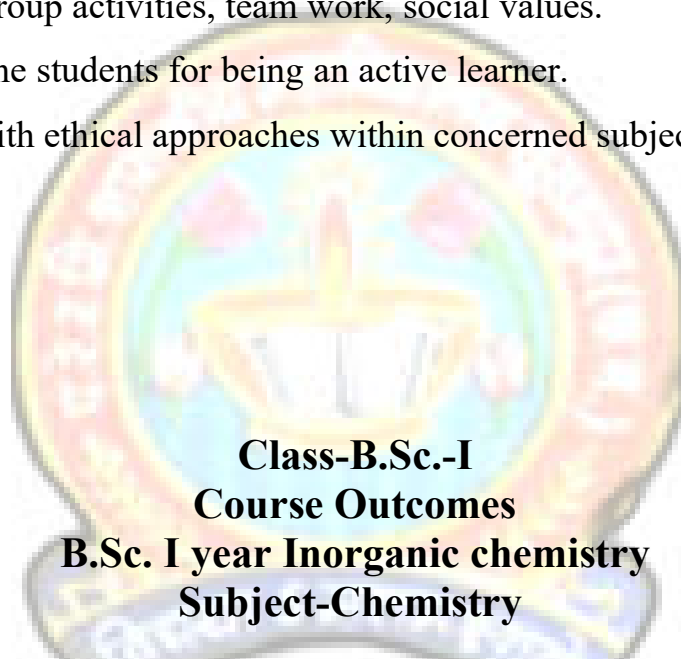 roup activities, team work, social values.
ne students for being an active learner.
ith ethical approaches within concerned subjec
Class-B.Sc.-I
Course Outcomes
B.Sc. I year Inorganic chemistry
Subject-Chemistry